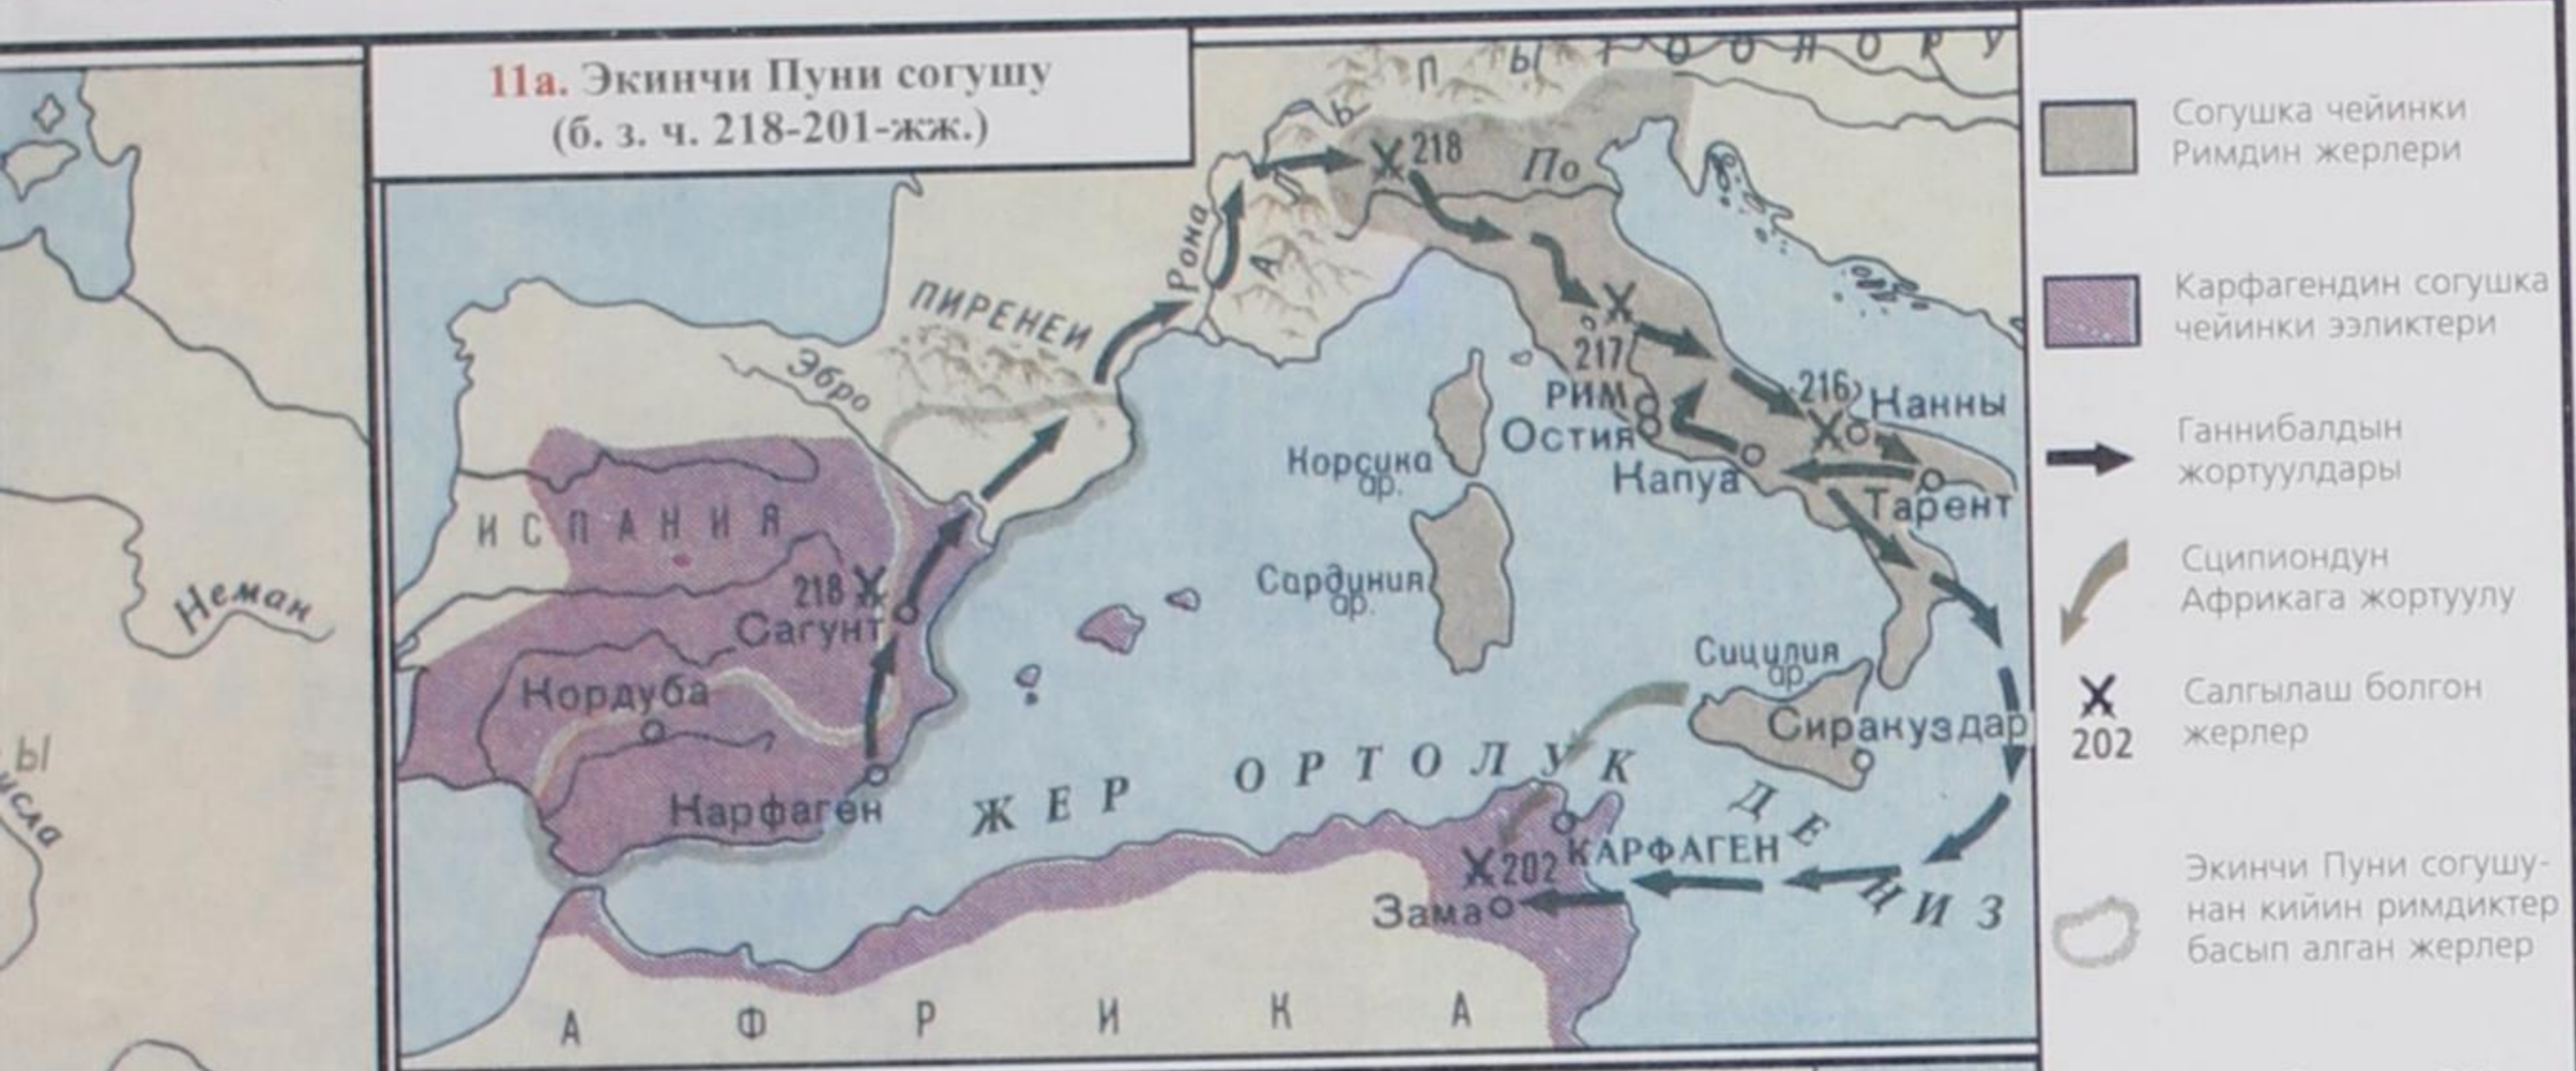 11а. Экинчи Пуни согушу
(б. з. ч. 218-201-жж.)
А Ь П Ы
218
По
Рона
ПИРЕНЕИ
Эбро
217
РИМ
Остия
216
Канны
Капуа
Тарент
Корсика
ар.
Сардиния
ар.
ИСПАНИЯ
218
Сагунт
Кордуба
Карфаген
Сицилия
ар.
Сиракуздар
ЖЕР ОРТОЛУК ДЕҢИЗ
КАРФАГЕН
202
Зама
АФРИКА
Неман
Ы
исла
Согушка чейинки
Римдин жерлери
Карфагендин согушка
чейинки ээликтери
Ганнибалдын
жортуулдары
Сципиондун
Африкага жортуулу
202
Салгылаш болгон
жерлер
Экинчи Пуни согушу-
нан кийин римдиктер
басып алган жерлер